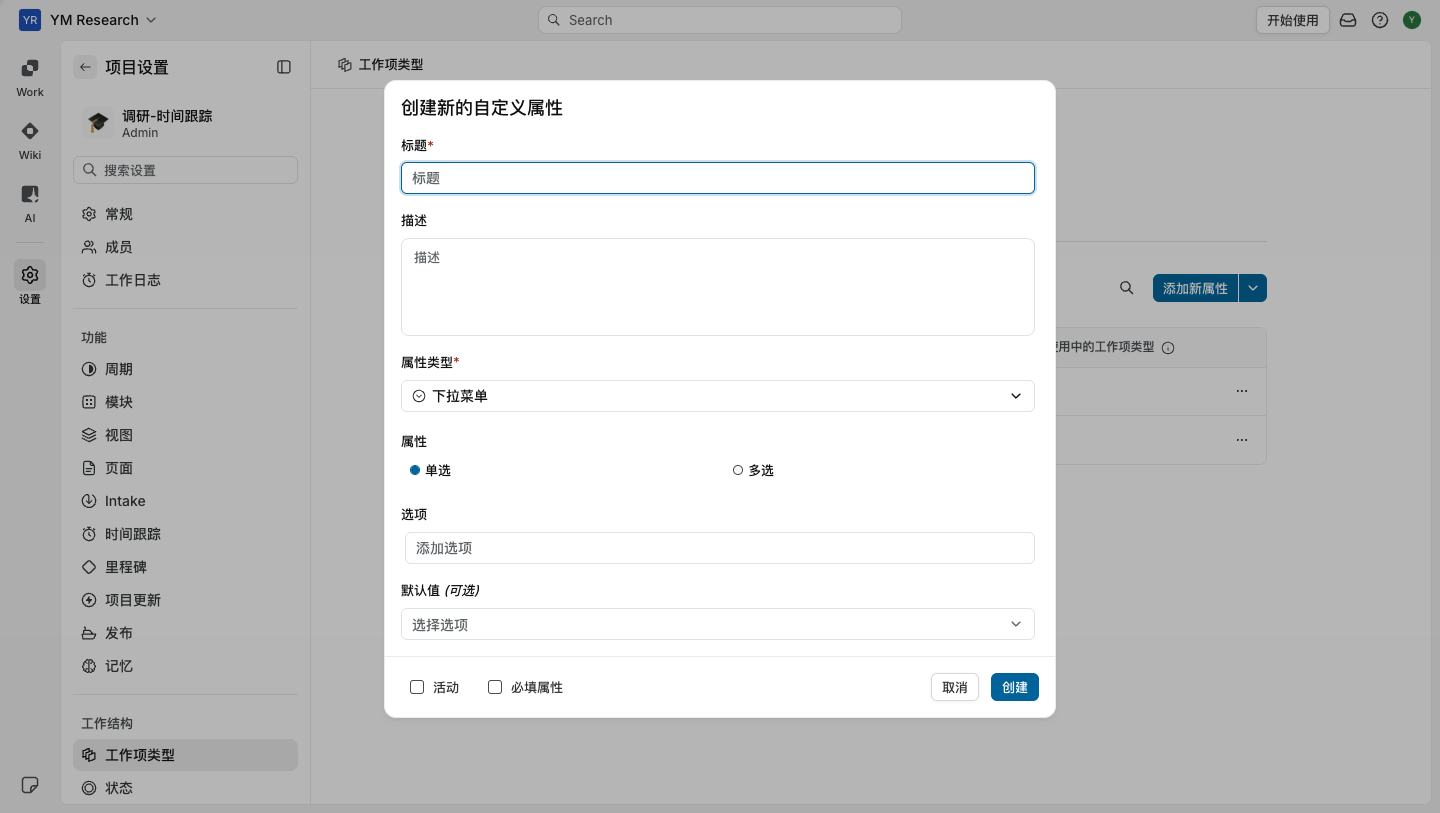 YR YM Research
Search
开始使用
Y
Work
Wiki
AI
设置
项目设置
调研-时间跟踪
Admin
搜索设置
常规
成员
工作日志
功能
周期
模块
视图
页面
Intake
时间跟踪
里程碑
项目更新
发布
记忆
工作结构
工作项类型
状态
工作项类型
添加新属性
用中的工作项类型
创建新的自定义属性
标题*
标题
描述
描述
属性类型*
下拉菜单
属性
单选 多选
选项
添加选项
默认值 (可选)
选择选项
活动 必填属性 取消 创建